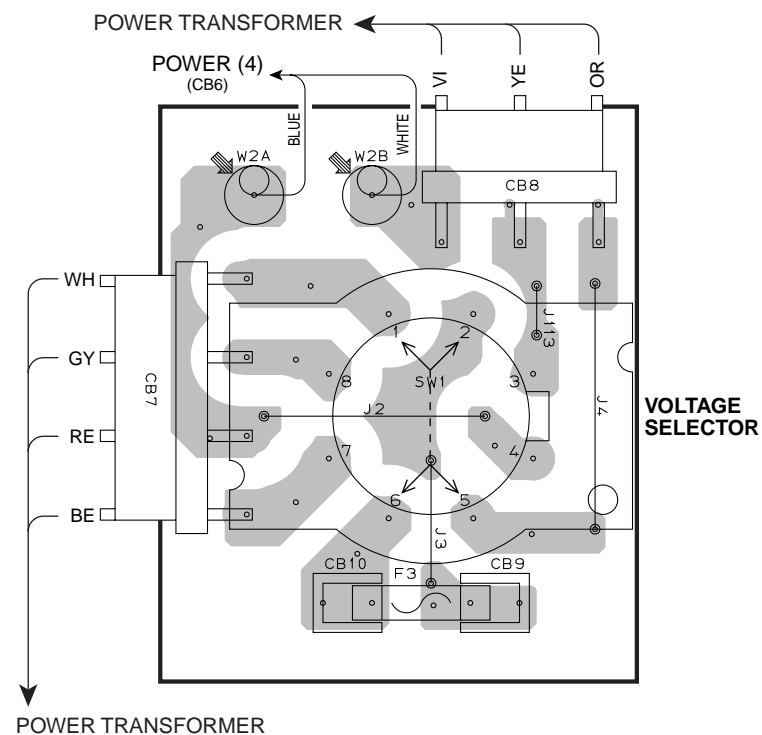 POWER TRANSFORMER
POWER (4)
(CB6)
VI
YE
OR
BLUE
WHITE
W2A
W2B
CB8
WH
GY
RE
BE
CB7
1
2
3
4
5
6
7
8
SW1
J113
J2
J4
J3
VOLTAGE
SELECTOR
CB10
F3
CB9
POWER TRANSFORMER